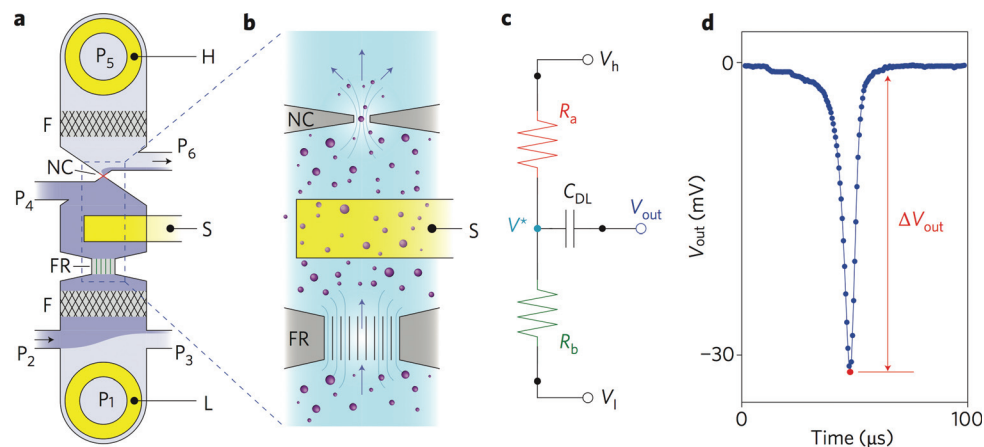 a
P5
H
F
P6
NC
P4
S
FR
F
P2
P3
P1
L
b
NC
S
FR
c
Vh
Ra
CDL
Vout
V*
Rb
Vl
d
0
Vout (mV)
ΔVout
−30
0
100
Time (μs)